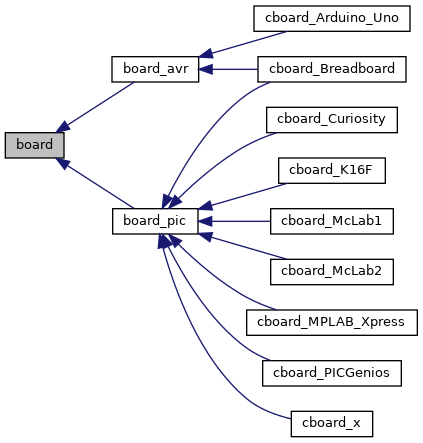 cboard_Arduino_Uno
board_avr
cboard_Breadboard
cboard_Curiosity
board
cboard_K16F
board_pic
cboard_McLab1
cboard_McLab2
cboard_MPLAB_Xpress
cboard_PICGenios
cboard_x